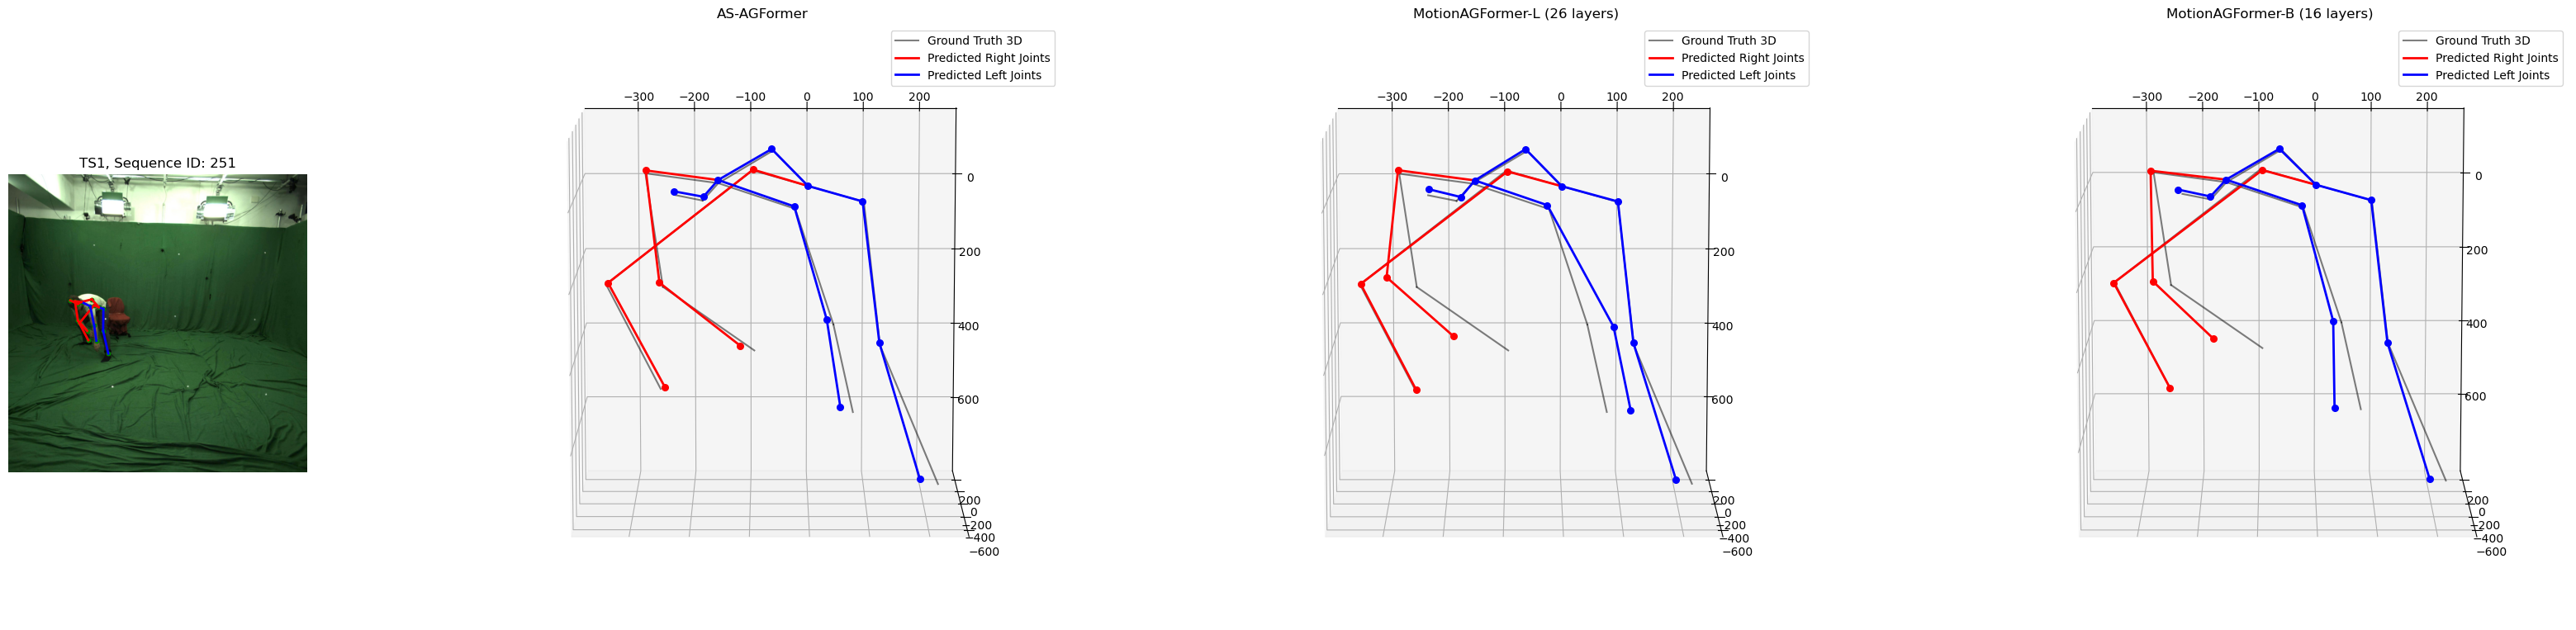 TS1, Sequence ID: 251
AS-AGFormer
Ground Truth 3D
Predicted Right Joints
Predicted Left Joints
−300 −200 −100 0 100 200
0
200
400
600
200
0
−200
−400
−600
MotionAGFormer-L (26 layers)
Ground Truth 3D
Predicted Right Joints
Predicted Left Joints
−300 −200 −100 0 100 200
0
200
400
600
200
0
−200
−400
−600
MotionAGFormer-B (16 layers)
Ground Truth 3D
Predicted Right Joints
Predicted Left Joints
−300 −200 −100 0 100 200
0
200
400
600
200
0
−200
−400
−600